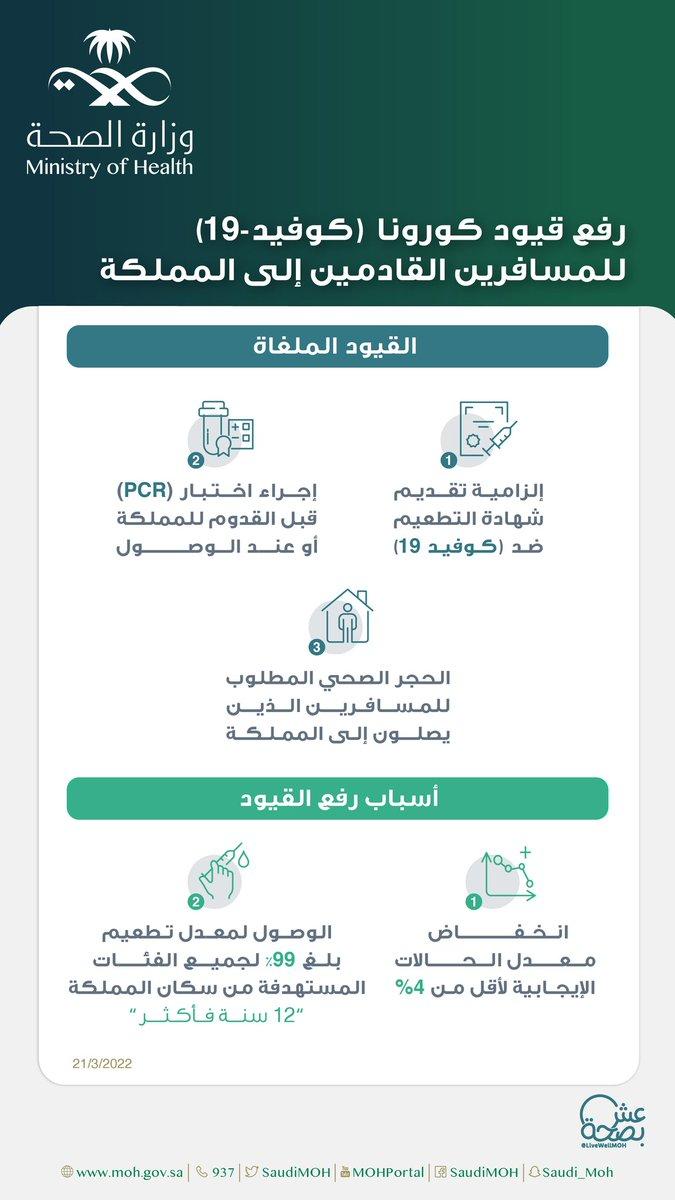 وزارة الصحة
Ministry of Health
رفع قيود كورونا (كوفيد-19)
للمسافرين القادمين إلى المملكة
القيود الملغاة
1
إلزامية تقديم
شهادة التطعيم
ضد (كوفيد 19)
2
إجراء اختبار (PCR)
قبل القدوم للمملكة
أو عند الوصول
3
الحجر الصحي المطلوب
للمسافرين الذين
يصلون إلى المملكة
أسباب رفع القيود
1
انخفاض
معدل الحالات
الإيجابية لأقل من 4%
2
الوصول لمعدل تطعيم
بلغ 99٪ لجميع الفئات
المستهدفة من سكان المملكة
"12 سنة فأكثر"
21/3/2022
عش
بصحة
@LiveWellMOH
www.moh.gov.sa | 937 | SaudiMOH | MOHPortal | SaudiMOH | Saudi_Moh